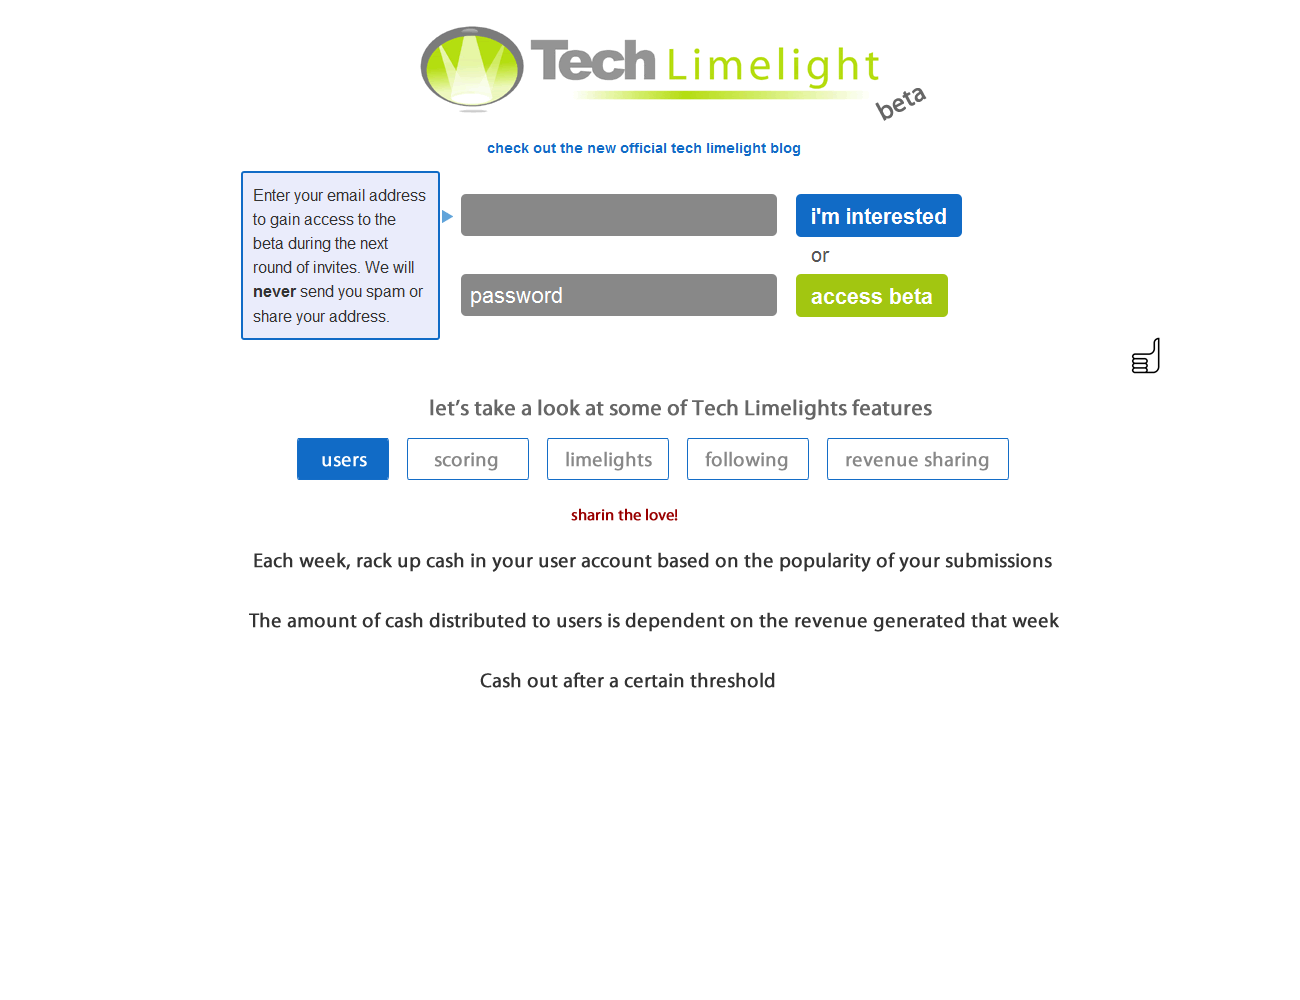 Tech Limelight
beta
check out the new official tech limelight blog
Enter your email address
to gain access to the
beta during the next
round of invites. We will
never send you spam or
share your address.
i'm interested
or
password
access beta
let's take a look at some of Tech Limelights features
users
scoring
limelights
following
revenue sharing
sharin the love!
Each week, rack up cash in your user account based on the popularity of your submissions
The amount of cash distributed to users is dependent on the revenue generated that week
Cash out after a certain threshold